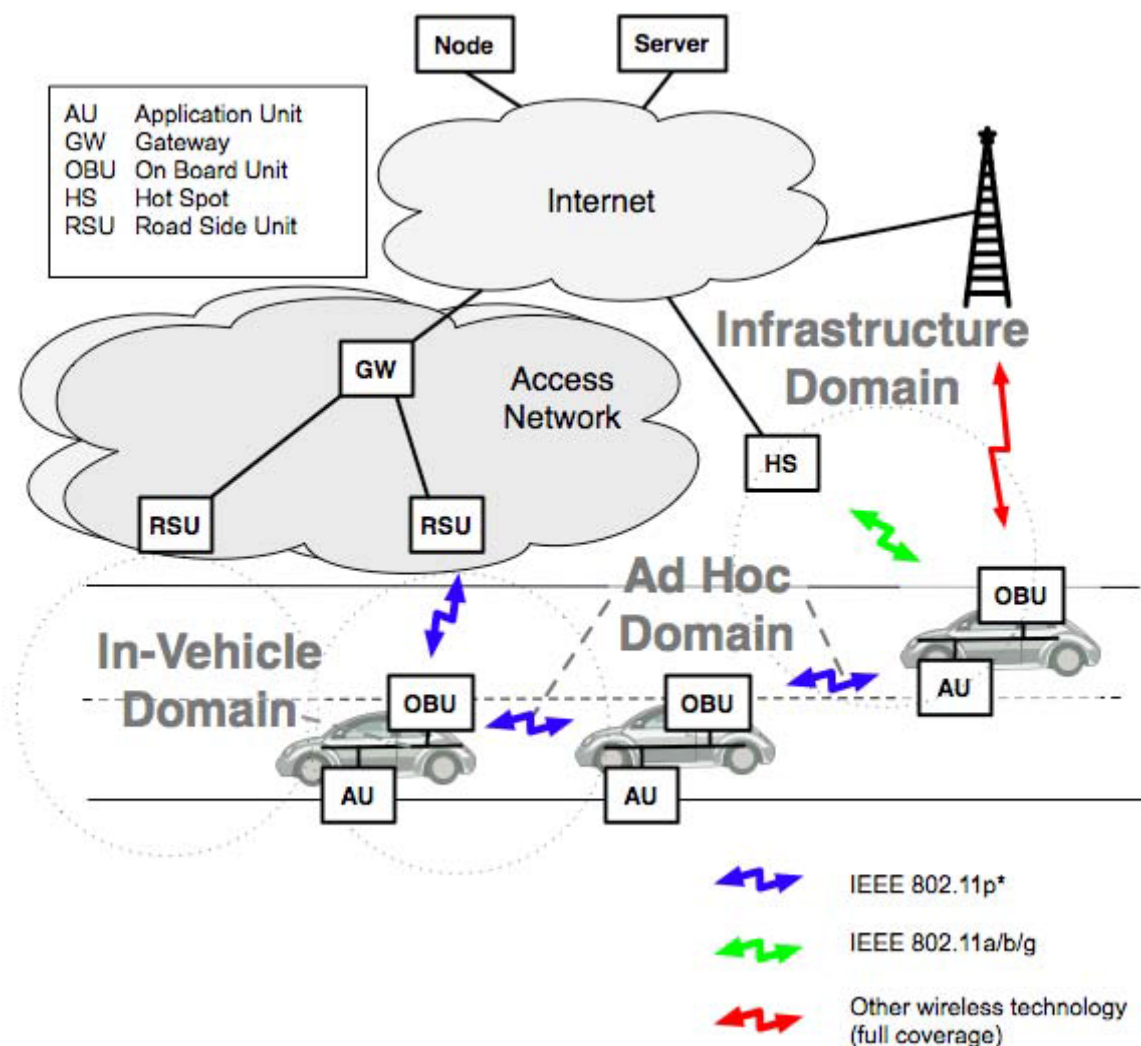 Node
Server
AU Application Unit
GW Gateway
OBU On Board Unit
HS Hot Spot
RSU Road Side Unit
Internet
Infrastructure
Domain
GW
Access
Network
HS
RSU
RSU
Ad Hoc
Domain
OBU
In-Vehicle
Domain
OBU
OBU
AU
AU
AU
IEEE 802.11p*
IEEE 802.11a/b/g
Other wireless technology
(full coverage)